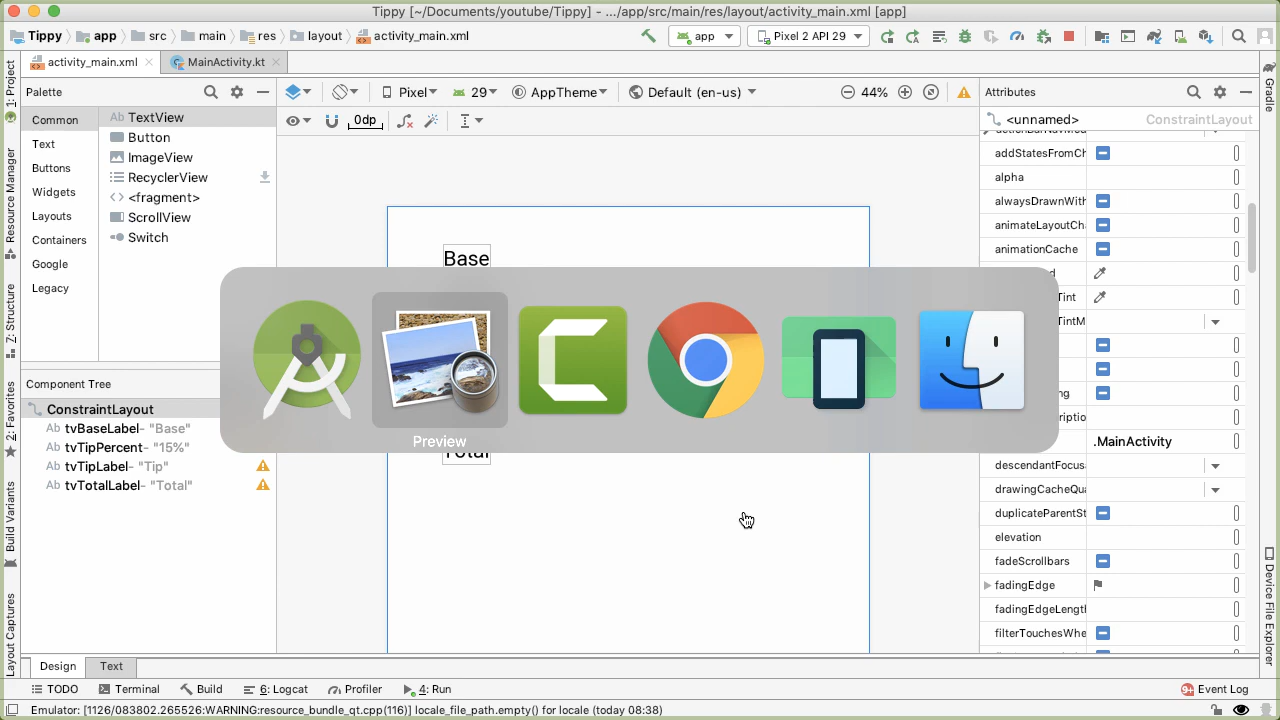 Tippy [~/Documents/youtube/Tippy] - .../app/src/main/res/layout/activity_main.xml [app]
Tippy app src main res layout activity_main.xml app Pixel 2 API 29
activity_main.xml MainActivity.kt
1: Project
Resource Manager
Z: Structure
2: Favorites
Build Variants
Layout Captures
Palette
Common
Text
Buttons
Widgets
Layouts
Containers
Google
Legacy
Ab TextView
Button
ImageView
RecyclerView
<fragment>
ScrollView
Switch
Component Tree
ConstraintLayout
Ab tvBaseLabel- "Base"
Ab tvTipPercent- "15%"
Ab tvTipLabel- "Tip"
Ab tvTotalLabel- "Total"
Pixel 29 AppTheme Default (en-us) 44%
0dp
Base
Preview
Total
Attributes
<unnamed> ConstraintLayout
addStatesFromCh
alpha
alwaysDrawnWith
animateLayoutCh
animationCache
.MainActivity
descendantFocus
drawingCacheQua
duplicateParentSt
elevation
fadeScrollbars
fadingEdge
fadingEdgeLength
filterTouchesWhe
Gradle
Device File Explorer
Design Text
TODO Terminal Build 6: Logcat Profiler 4: Run 9+ Event Log
Emulator: [1126/083802.265526:WARNING:resource_bundle_qt.cpp(116)] locale_file_path.empty() for locale (today 08:38)